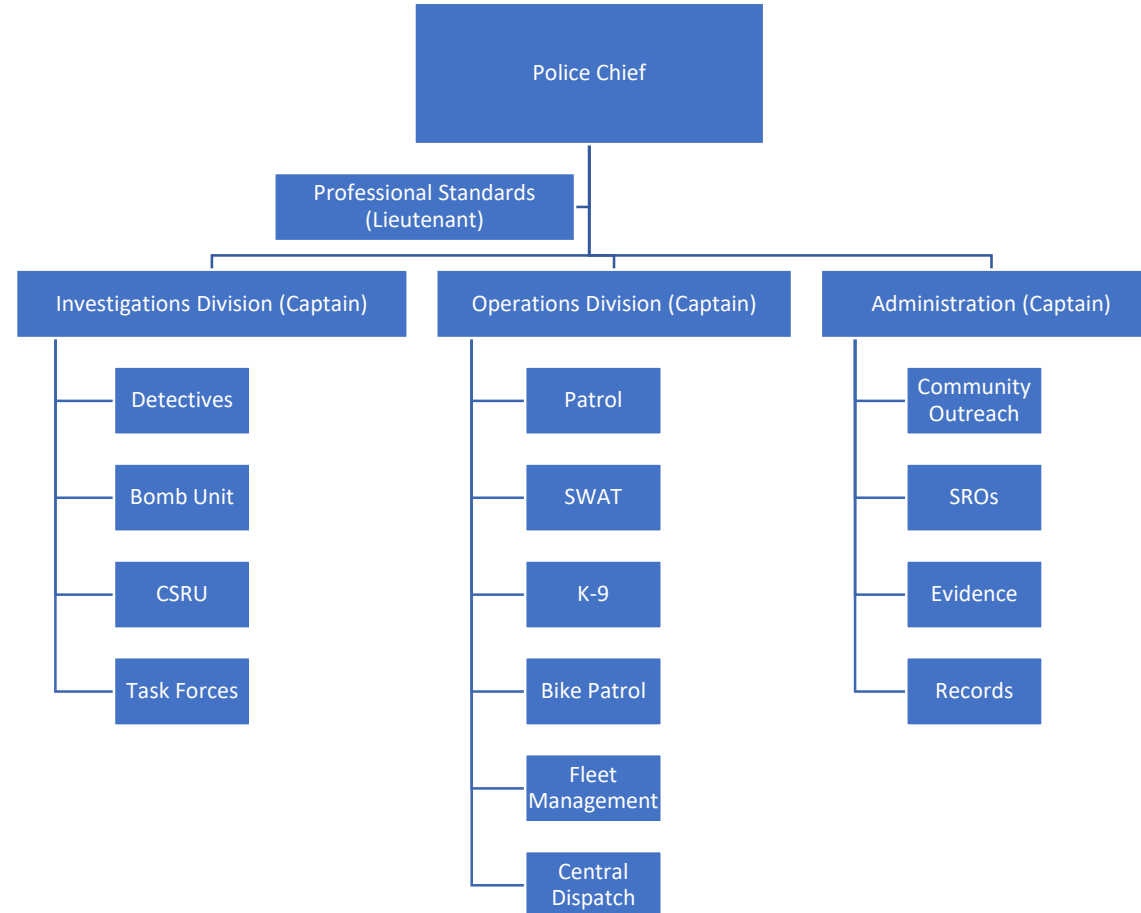 Police Chief
Professional Standards
(Lieutenant)
Investigations Division (Captain)
Operations Division (Captain)
Administration (Captain)
Detectives
Bomb Unit
CSRU
Task Forces
Patrol
SWAT
K-9
Bike Patrol
Fleet
Management
Central
Dispatch
Community
Outreach
SROs
Evidence
Records